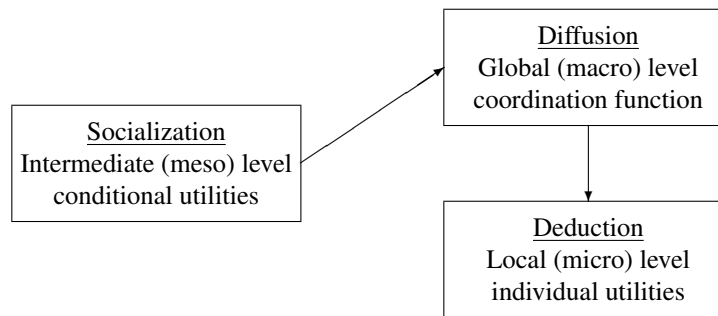 Diffusion
Global (macro) level
coordination function
Socialization
Intermediate (meso) level
conditional utilities
Deduction
Local (micro) level
individual utilities